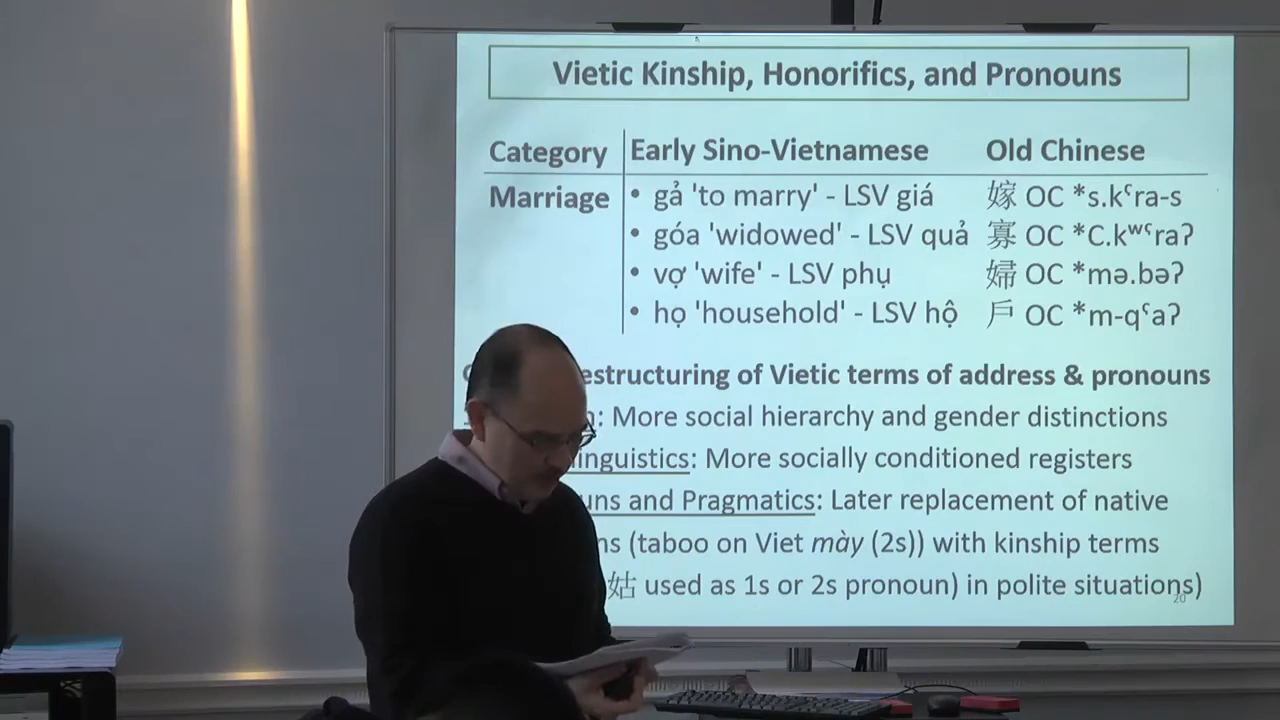 Vietic Kinship, Honorifics, and Pronouns
Category Early Sino-Vietnamese Old Chinese
Marriage • gả 'to marry' - LSV giá 嫁 OC *s.kˤra-s
• góa 'widowed' - LSV quả 寡 OC *C.kʷˤraʔ
• vợ 'wife' - LSV phụ 婦 OC *mə.bəʔ
• họ 'household' - LSV hộ 戶 OC *m-qˤaʔ
estructuring of Vietic terms of address & pronouns
: More social hierarchy and gender distinctions
linguistics: More socially conditioned registers
uns and Pragmatics: Later replacement of native
ns (taboo on Viet mày (2s)) with kinship terms
姑 used as 1s or 2s pronoun) in polite situations)
20